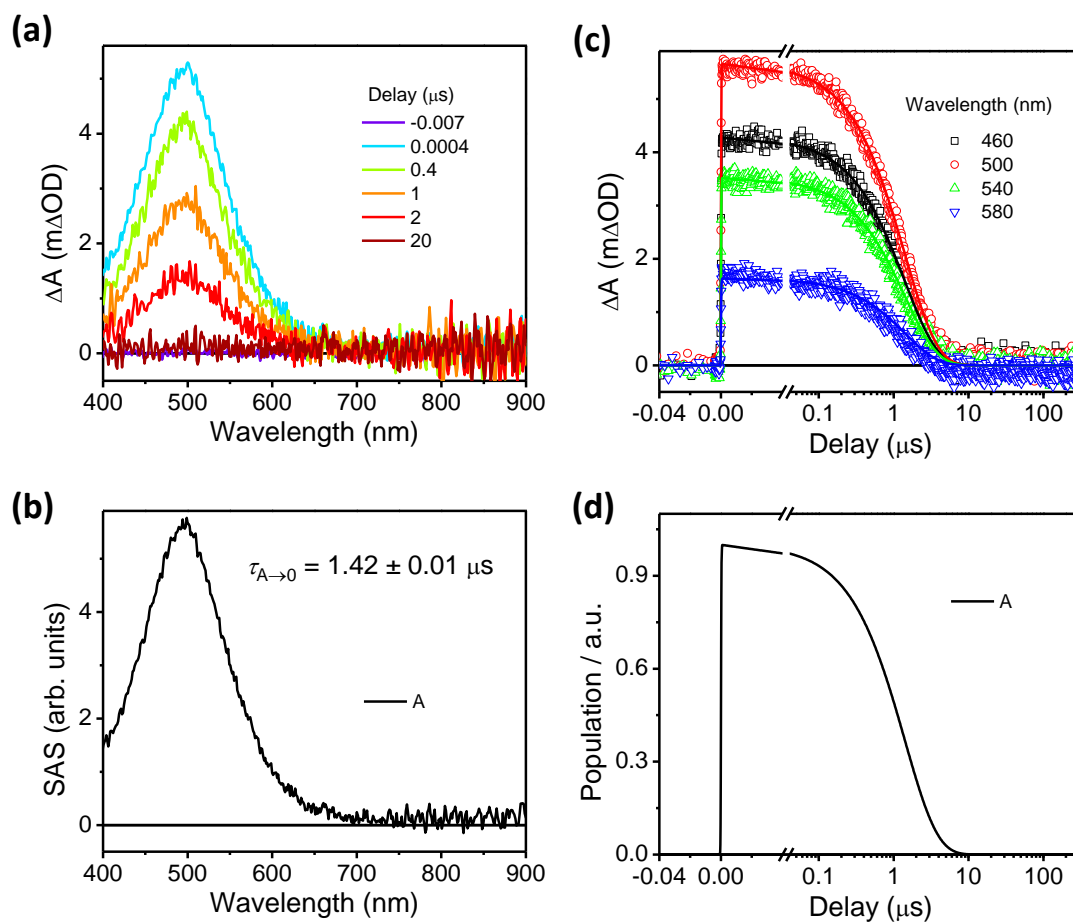 (a)
ΔA (mΔOD)
4
2
0
400 500 600 700 800 900
Wavelength (nm)
Delay (μs)
-0.007
0.0004
0.4
1
2
20
(c)
ΔA (mΔOD)
4
2
0
-0.04 0.00 0.1 1 10 100
Delay (μs)
Wavelength (nm)
460
500
540
580
(b)
SAS (arb. units)
4
2
0
400 500 600 700 800 900
Wavelength (nm)
τA→0 = 1.42 ± 0.01 μs
A
(d)
Population / a.u.
0.9
0.6
0.3
0.0
-0.04 0.00 0.1 1 10 100
Delay (μs)
A